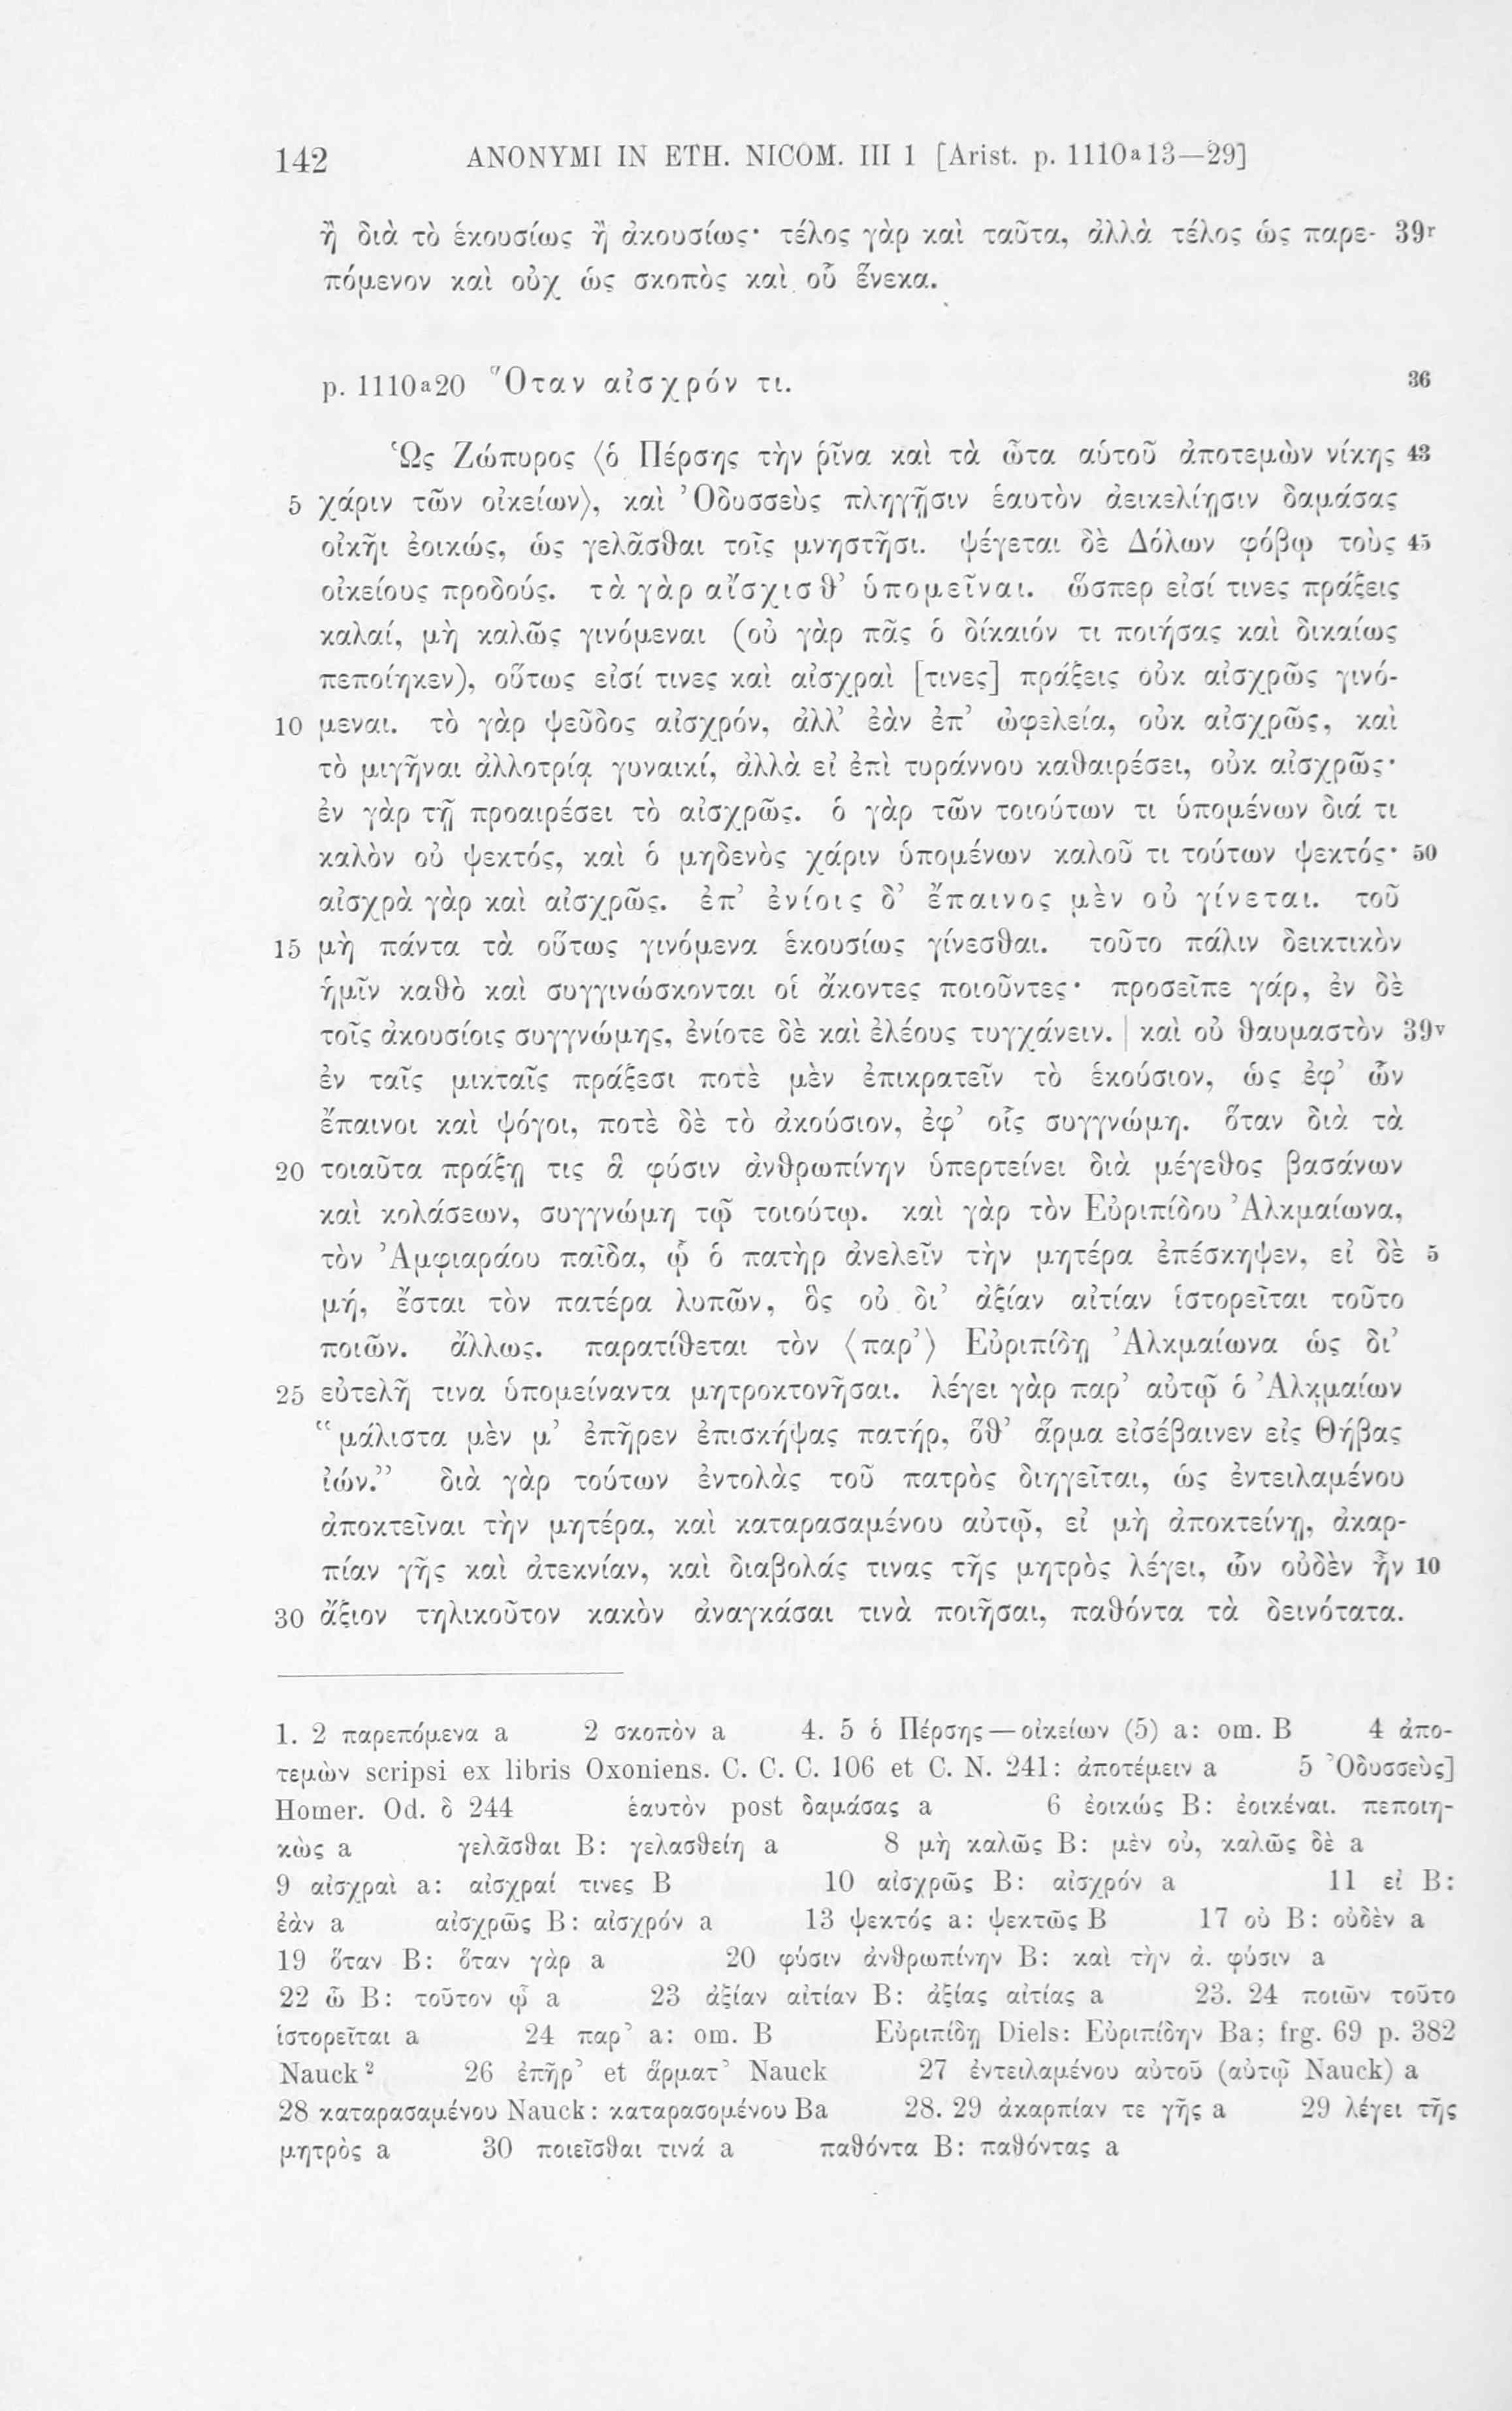 142 ANONYMI IN ETH. NICOM. III 1 [Arist. p. 1110ᵃ13—29]
ἢ διὰ τὸ ἑκουσίως ἢ ἀκουσίως· τέλος γὰρ καὶ ταῦτα, ἀλλὰ τέλος ὡς παρε- 39ʳ
πόμενον καὶ οὐχ ὡς σκοπὸς καὶ οὗ ἕνεκα.
p. 1110ᵃ20 Ὅταν αἰσχρόν τι. 36
Ὡς Ζώπυρος ⟨ὁ Πέρσης τὴν ῥῖνα καὶ τὰ ὦτα αὑτοῦ ἀποτεμὼν νίκης 43
5 χάριν τῶν οἰκείων⟩, καὶ Ὀδυσσεὺς πληγῇσιν ἑαυτὸν ἀεικελίῃσιν δαμάσας
οἰκῆι ἐοικώς, ὡς γελᾶσθαι τοῖς μνηστῆσι. ψέγεται δὲ Δόλων φόβῳ τοὺς 45
οἰκείους προδούς. τὰ γὰρ αἴσχισθ’ ὑπομεῖναι. ὥσπερ εἰσί τινες πράξεις
καλαί, μὴ καλῶς γινόμεναι (οὐ γὰρ πᾶς ὁ δίκαιόν τι ποιήσας καὶ δικαίως
πεποίηκεν), οὕτως εἰσί τινες καὶ αἰσχραὶ [τινες] πράξεις οὐκ αἰσχρῶς γινό-
10 μεναι. τὸ γὰρ ψεῦδος αἰσχρόν, ἀλλ’ ἐὰν ἐπ’ ὠφελεία, οὐκ αἰσχρῶς, καὶ
τὸ μιγῆναι ἀλλοτρίᾳ γυναικί, ἀλλὰ εἰ ἐπὶ τυράννου καθαιρέσει, οὐκ αἰσχρῶς·
ἐν γὰρ τῇ προαιρέσει τὸ αἰσχρῶς. ὁ γὰρ τῶν τοιούτων τι ὑπομένων διά τι
καλὸν οὐ ψεκτός, καὶ ὁ μηδενὸς χάριν ὑπομένων καλοῦ τι τούτων ψεκτός· 50
αἰσχρὰ γὰρ καὶ αἰσχρῶς. ἐπ’ ἐνίοις δ’ ἔπαινος μὲν οὐ γίνεται. τοῦ
15 μὴ πάντα τὰ οὕτως γινόμενα ἑκουσίως γίνεσθαι. τοῦτο πάλιν δεικτικὸν
ἡμῖν καθὸ καὶ συγγινώσκονται οἱ ἄκοντες ποιοῦντες· προσεῖπε γάρ, ἐν δὲ
τοῖς ἀκουσίοις συγγνώμης, ἐνίοτε δὲ καὶ ἐλέους τυγχάνειν. | καὶ οὐ θαυμαστὸν 39ᵛ
ἐν ταῖς μικταῖς πράξεσι ποτὲ μὲν ἐπικρατεῖν τὸ ἑκούσιον, ὡς ἐφ’ ὧν
ἔπαινοι καὶ ψόγοι, ποτὲ δὲ τὸ ἀκούσιον, ἐφ’ οἷς συγγνώμη. ὅταν διὰ τὰ
20 τοιαῦτα πράξῃ τις ἃ φύσιν ἀνθρωπίνην ὑπερτείνει διὰ μέγεθος βασάνων
καὶ κολάσεων, συγγνώμη τῷ τοιούτῳ. καὶ γὰρ τὸν Εὐριπίδου Ἀλκμαίωνα,
τὸν Ἀμφιαράου παῖδα, ᾧ ὁ πατὴρ ἀνελεῖν τὴν μητέρα ἐπέσκηψεν, εἰ δὲ 5
μή, ἔσται τὸν πατέρα λυπῶν, ὃς οὐ δι’ ἀξίαν αἰτίαν ἱστορεῖται τοῦτο
ποιῶν. ἄλλως. παρατίθεται τὸν ⟨παρ’⟩ Εὐριπίδῃ Ἀλκμαίωνα ὡς δι’
25 εὐτελῆ τινα ὑπομείναντα μητροκτονῆσαι. λέγει γὰρ παρ’ αὐτῷ ὁ Ἀλκμαίων
“μάλιστα μὲν μ’ ἐπῆρεν ἐπισκήψας πατήρ, ὅθ’ ἅρμα εἰσέβαινεν εἰς Θήβας
ἰών.” διὰ γὰρ τούτων ἐντολὰς τοῦ πατρὸς διηγεῖται, ὡς ἐντειλαμένου
ἀποκτεῖναι τὴν μητέρα, καὶ καταρασαμένου αὐτῷ, εἰ μὴ ἀποκτείνῃ, ἀκαρ-
πίαν γῆς καὶ ἀτεκνίαν, καὶ διαβολάς τινας τῆς μητρὸς λέγει, ὧν οὐδὲν ἦν 10
30 ἄξιον τηλικοῦτον κακὸν ἀναγκάσαι τινὰ ποιῆσαι, παθόντα τὰ δεινότατα.
1. 2 παρεπόμενα a 2 σκοπὸν a 4. 5 ὁ Πέρσης — οἰκείων (5) a: om. B 4 ἀπο-
τεμὼν scripsi ex libris Oxoniens. C. C. C. 106 et C. N. 241: ἀποτέμειν a 5 Ὀδυσσεὺς]
Homer. Od. δ 244 ἑαυτὸν post δαμάσας a 6 ἐοικώς B: ἐοικέναι. πεποιη-
κὼς a γελᾶσθαι B: γελασθείη a 8 μὴ καλῶς B: μὲν οὐ, καλῶς δὲ a
9 αἰσχραὶ a: αἰσχραί τινες B 10 αἰσχρῶς B: αἰσχρόν a 11 εἰ B:
ἐὰν a αἰσχρῶς B: αἰσχρόν a 13 ψεκτός a: ψεκτῶς B 17 οὐ B: οὐδὲν a
19 ὅταν B: ὅταν γὰρ a 20 φύσιν ἀνθρωπίνην B: καὶ τὴν ἀ. φύσιν a
22 ὧ B: τοῦτον ᾧ a 23 ἀξίαν αἰτίαν B: ἀξίας αἰτίας a 23. 24 ποιῶν τοῦτο
ἱστορεῖται a 24 παρ’ a: om. B Εὐριπίδῃ Diels: Εὐριπίδην Ba; frg. 69 p. 382
Nauck² 26 ἐπῆρ’ et ἅρματ’ Nauck 27 ἐντειλαμένου αὐτοῦ (αὐτῷ Nauck) a
28 καταρασαμένου Nauck: καταρασομένου Ba 28. 29 ἀκαρπίαν τε γῆς a 29 λέγει τῆς
μητρὸς a 30 ποιεῖσθαι τινά a παθόντα B: παθόντας a